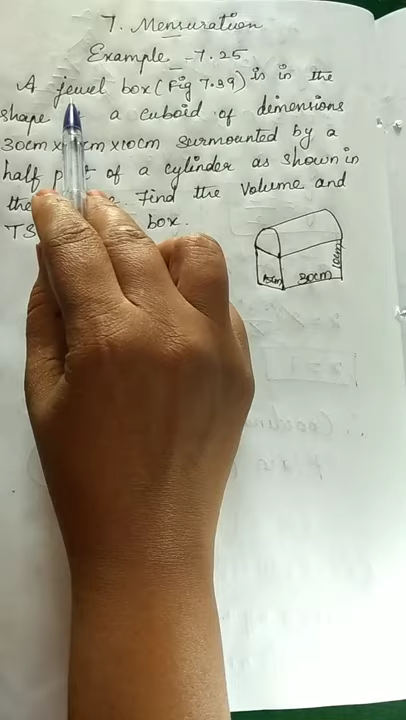 7. Mensuration
Example - 7.25
A jewel box (Fig 7.39) is in the
shape a cuboid of dimensions
30cm x cm x 10cm surmounted by a
half of a cylinder as shown in
the Find the Volume and
TS box.
15cm 30cm 10cm